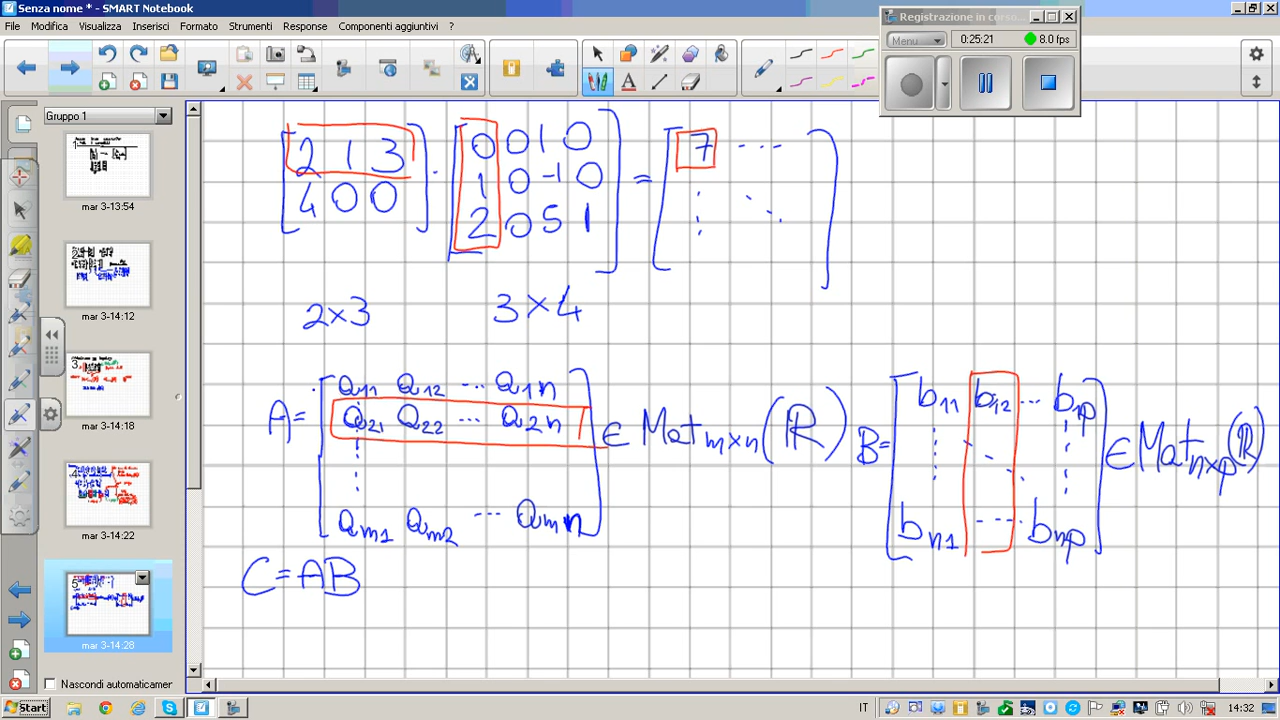 Senza nome * - SMART Notebook
File Modifica Visualizza Inserisci Formato Strumenti Response Componenti aggiuntivi ?
Registrazione in corso...
Menu 0:25:21 8.0 fps
Gruppo 1
mar 3-13:54
mar 3-14:12
mar 3-14:18
mar 3-14:22
mar 3-14:28
Nascondi automaticamer
[2 1 3] · [0 0 1 0] = [7 ...]
[4 0 0] [1 0 -1 0] [⋮ ⋱]
[2 0 5 1]
2×3 3×4
A= [a11 a12 ... a1n] ∈ Mat m×n (ℝ) B= [b11 b12 ... b1p] ∈ Mat n×p (ℝ)
[a21 a22 ... a2n]
[am1 am2 ... amn] [bn1 ... bnp]
C=AB
Start IT 14:32